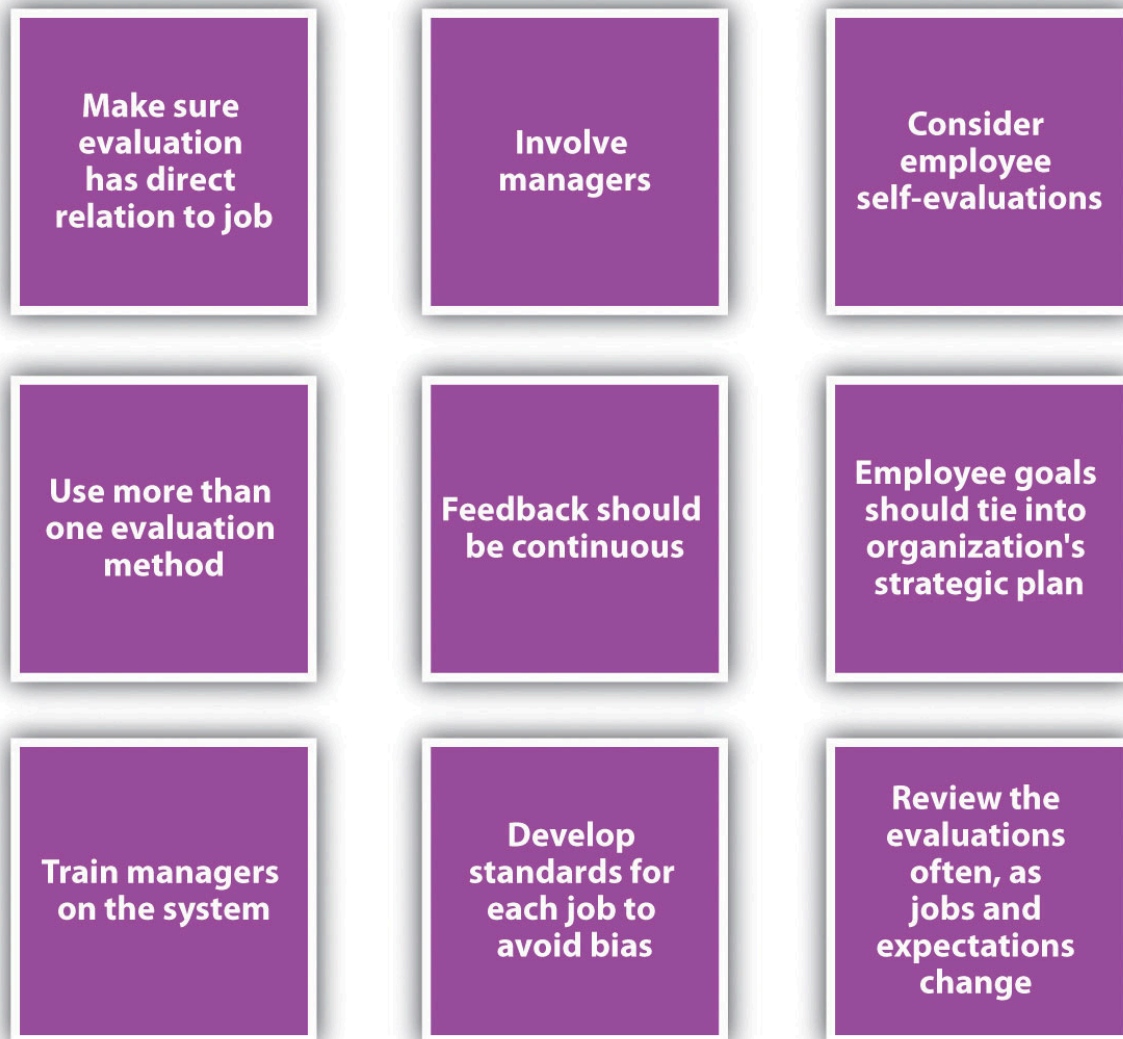 Make sure
evaluation
has direct
relation to job
Involve
managers
Consider
employee
self-evaluations
Use more than
one evaluation
method
Feedback should
be continuous
Employee goals
should tie into
organization's
strategic plan
Train managers
on the system
Develop
standards for
each job to
avoid bias
Review the
evaluations
often, as
jobs and
expectations
change